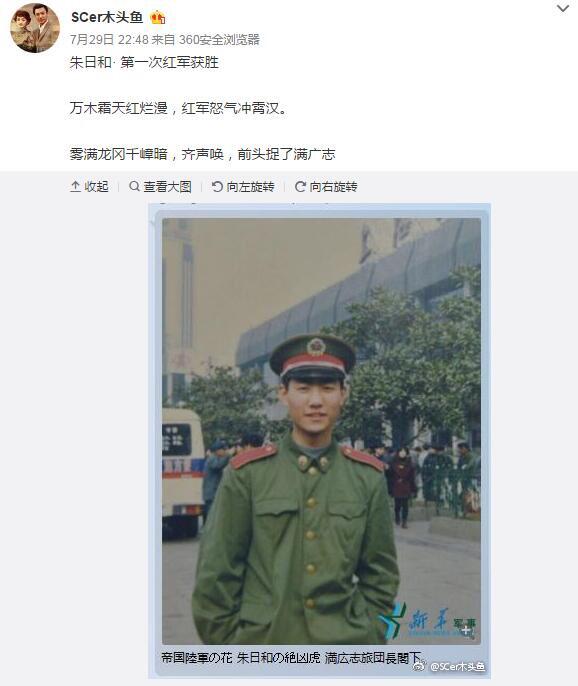 SCer木头鱼
7月29日 22:48 来自 360安全浏览器
朱日和· 第一次红军获胜
万木霜天红烂漫，红军怒气冲霄汉。
雾满龙冈千嶂暗，齐声唤，前头捉了满广志
收起 查看大图 向左旋转 向右旋转
新华 军事
帝国陸軍の花 朱日和の絶凶虎 満広志旅団長閣下
@SCer木头鱼